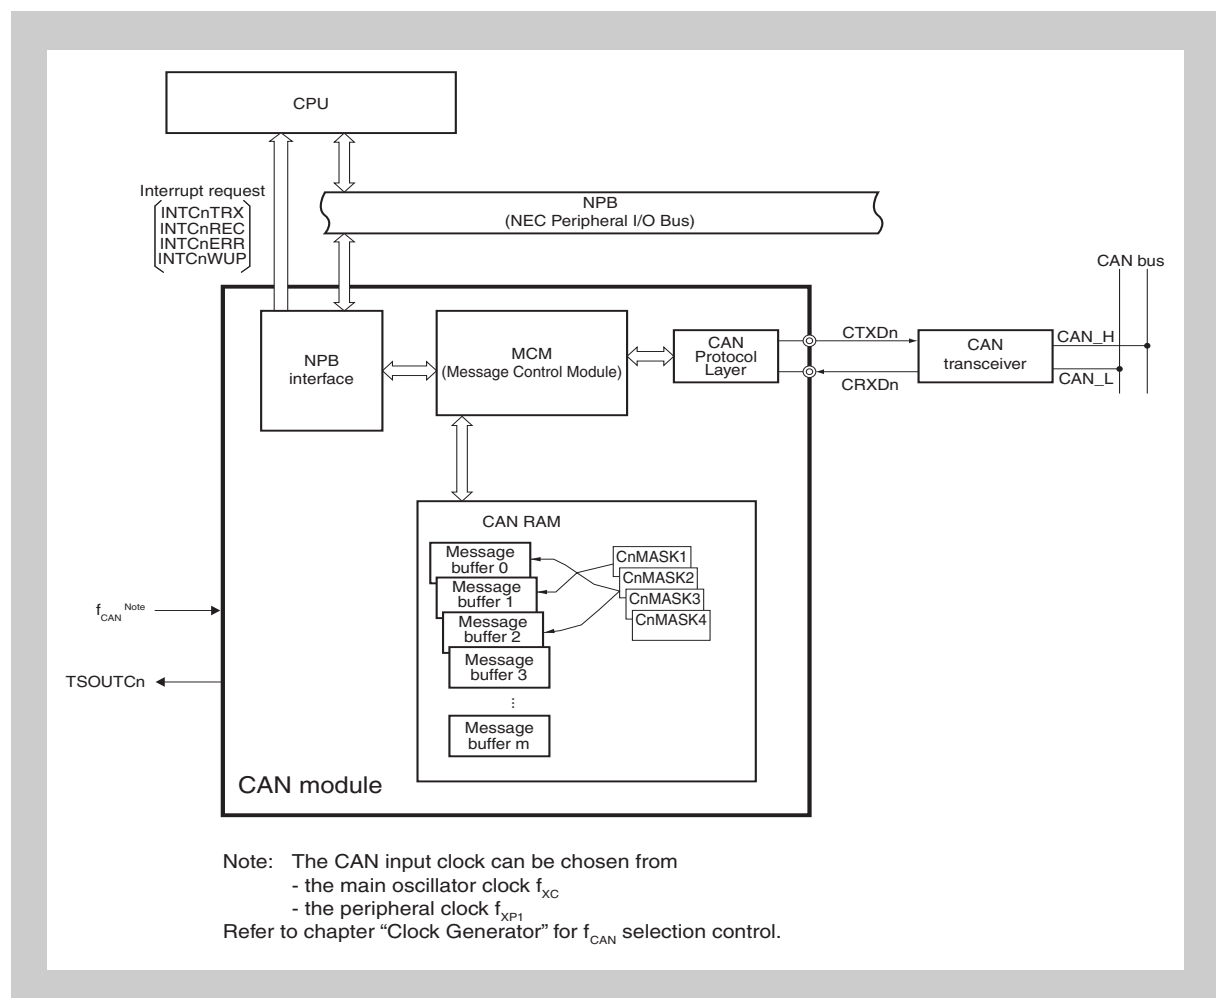 CPU
Interrupt request
INTCnTRX
INTCnREC
INTCnERR
INTCnWUP
NPB
(NEC Peripheral I/O Bus)
CAN bus
NPB
interface
MCM
(Message Control Module)
CAN
Protocol
Layer
CTXDn
CRXDn
CAN
transceiver
CAN_H
CAN_L
CAN RAM
Message
buffer 0
Message
buffer 1
Message
buffer 2
Message
buffer 3
...
Message
buffer m
CnMASK1
CnMASK2
CnMASK3
CnMASK4
fCAN Note
TSOUTCn
CAN module
Note: The CAN input clock can be chosen from
- the main oscillator clock fXC
- the peripheral clock fXP1
Refer to chapter “Clock Generator” for fCAN selection control.